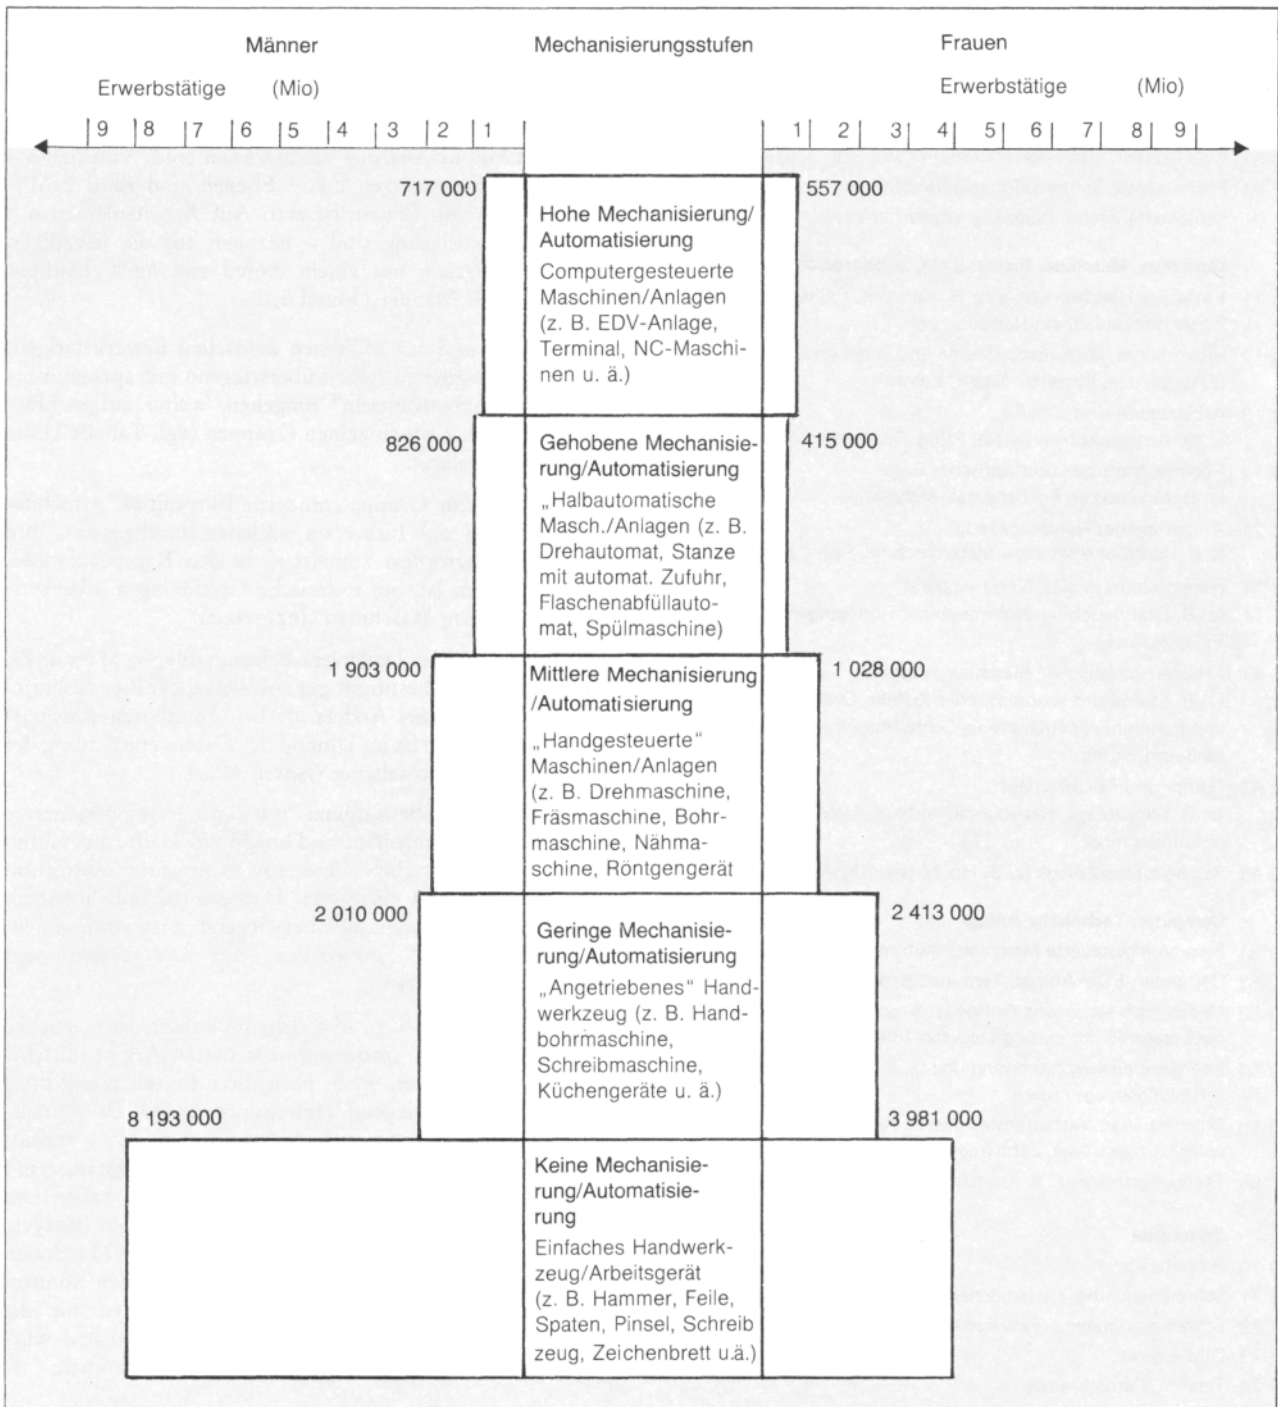 Männer Mechanisierungsstufen Frauen
Erwerbstätige (Mio) Erwerbstätige (Mio)
9 8 7 6 5 4 3 2 1 1 2 3 4 5 6 7 8 9
717 000 557 000
Hohe Mechanisierung/
Automatisierung
Computergesteuerte
Maschinen/Anlagen
(z. B. EDV-Anlage,
Terminal, NC-Maschi-
nen u. ä.)
826 000 415 000
Gehobene Mechanisie-
rung/Automatisierung
„Halbautomatische
Masch./Anlagen (z. B.
Drehautomat, Stanze
mit automat. Zufuhr,
Flaschenabfüllauto-
mat, Spülmaschine)
1 903 000 1 028 000
Mittlere Mechanisierung
/Automatisierung
„Handgesteuerte“
Maschinen/Anlagen
(z. B. Drehmaschine,
Fräsmaschine, Bohr-
maschine, Nähma-
schine, Röntgengerät
2 010 000 2 413 000
Geringe Mechanisie-
rung/Automatisierung
„Angetriebenes“ Hand-
werkzeug (z. B. Hand-
bohrmaschine,
Schreibmaschine,
Küchengeräte u. ä.)
8 193 000 3 981 000
Keine Mechanisie-
rung/Automatisie-
rung
Einfaches Handwerk-
zeug/Arbeitsgerät
(z. B. Hammer, Feile,
Spaten, Pinsel, Schreib
zeug, Zeichenbrett u.ä.)